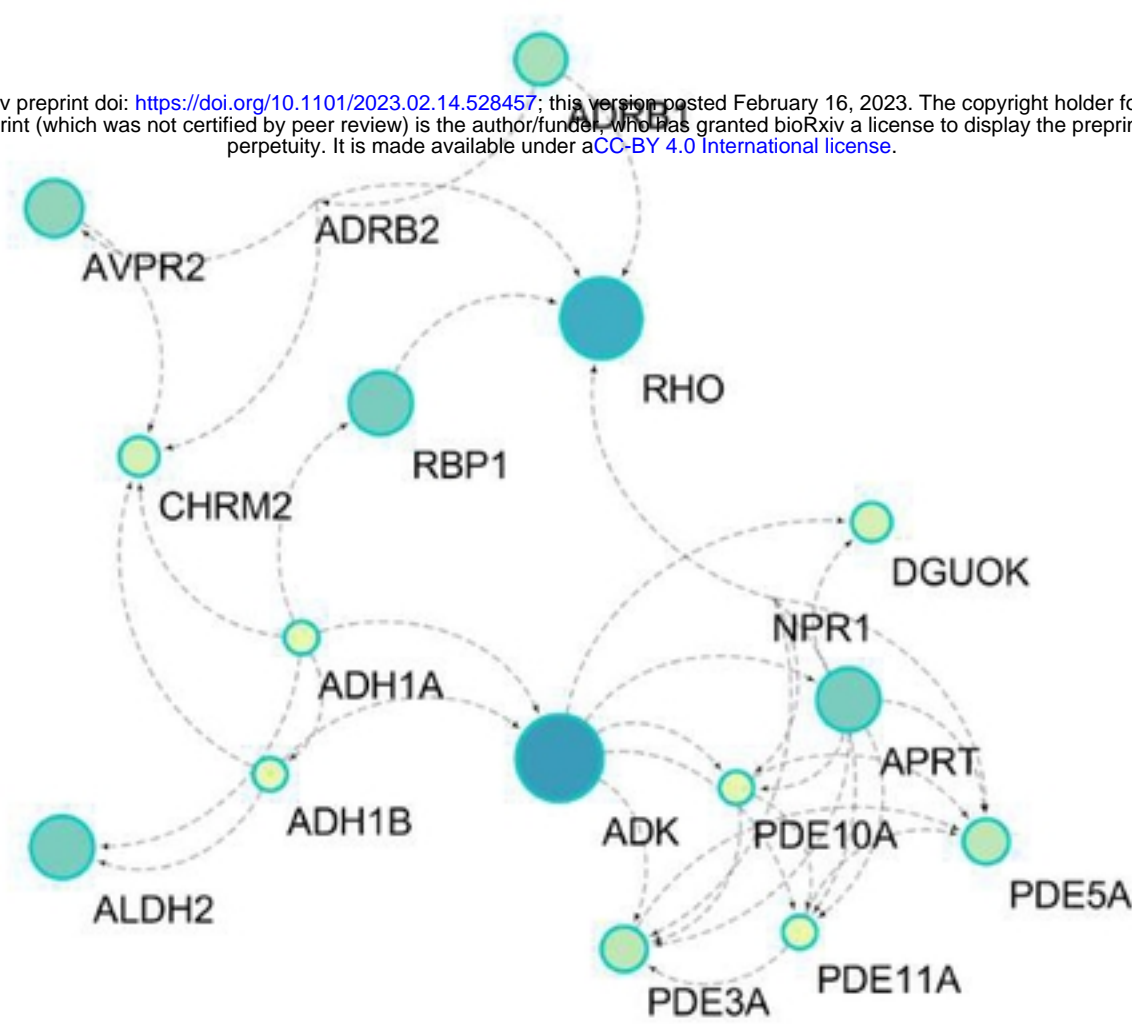 v preprint doi: https://doi.org/10.1101/2023.02.14.528457; this version posted February 16, 2023. The copyright holder fo
ADRB1
rint (which was not certified by peer review) is the author/funder, who has granted bioRxiv a license to display the preprin
perpetuity. It is made available under aCC-BY 4.0 International license.
ADRB2
AVPR2
RHO
RBP1
CHRM2
DGUOK
NPR1
ADH1A
APRT
ADH1B
ADK
PDE10A
PDE5A
ALDH2
PDE11A
PDE3A